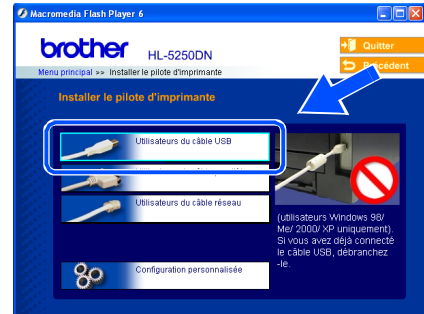 Macromedia Flash Player 6
brother
HL-5250DN
Quitter
Menu principal >> Installer le pilote d'imprimante
Installer le pilote d'imprimante
Utilisateurs du câble USB
Utilisateurs du câble réseau
(utilisateurs Windows 98/
Me/ 2000/ XP uniquement).
Si vous avez déjà connecté
le câble USB, débranchez
-le.
Configuration personnalisée